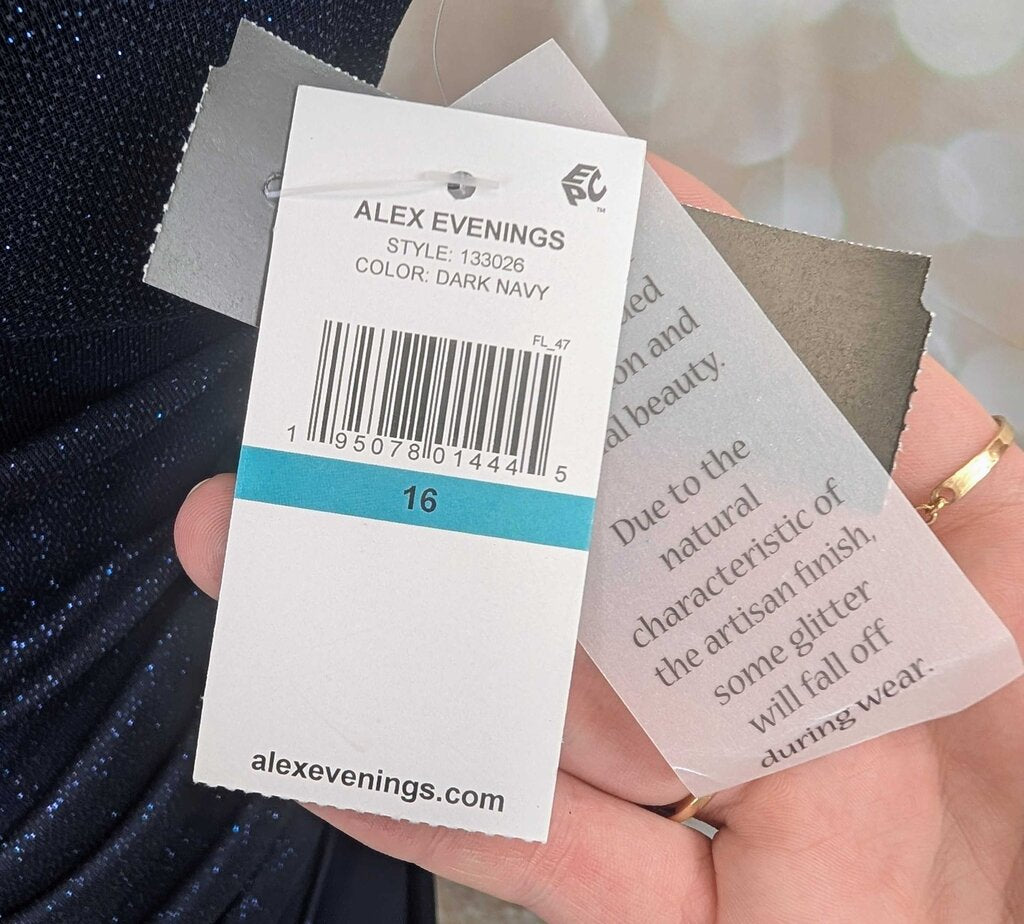 EPC
TM
ALEX EVENINGS
STYLE: 133026
COLOR: DARK NAVY
FL_47
1 95078 01444 5
16
alexevenings.com
on and
beauty.
Due to the
natural
characteristic of
the artisan finish,
some glitter
will fall off
during wear.